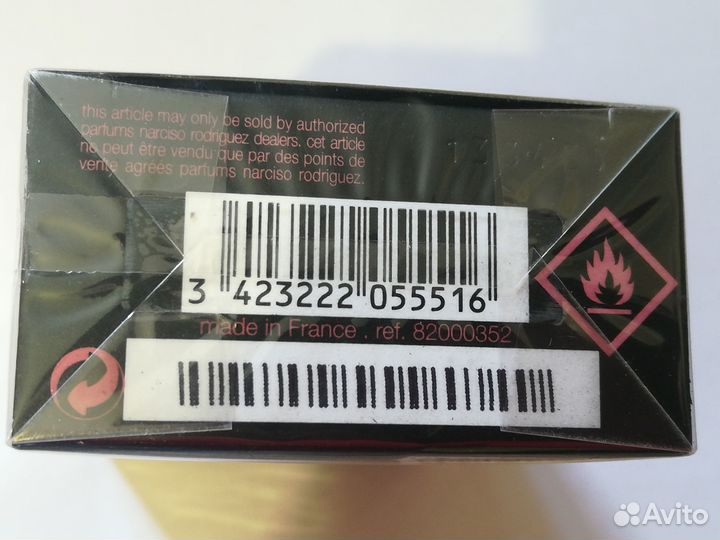 this article may only be sold by authorized
parfums narciso rodriguez dealers. cet article
ne peut être vendu que par des points de
vente agréés parfums narciso rodriguez.
3 423222 055516
made in France . ref. 82000352
Avito